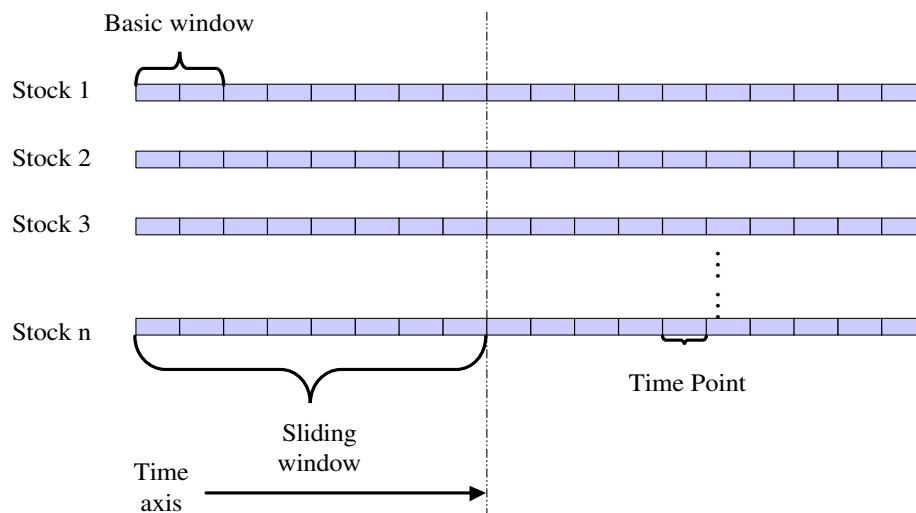 Basic window
Stock 1
Stock 2
Stock 3
Stock n
Time Point
Sliding
window
Time
axis